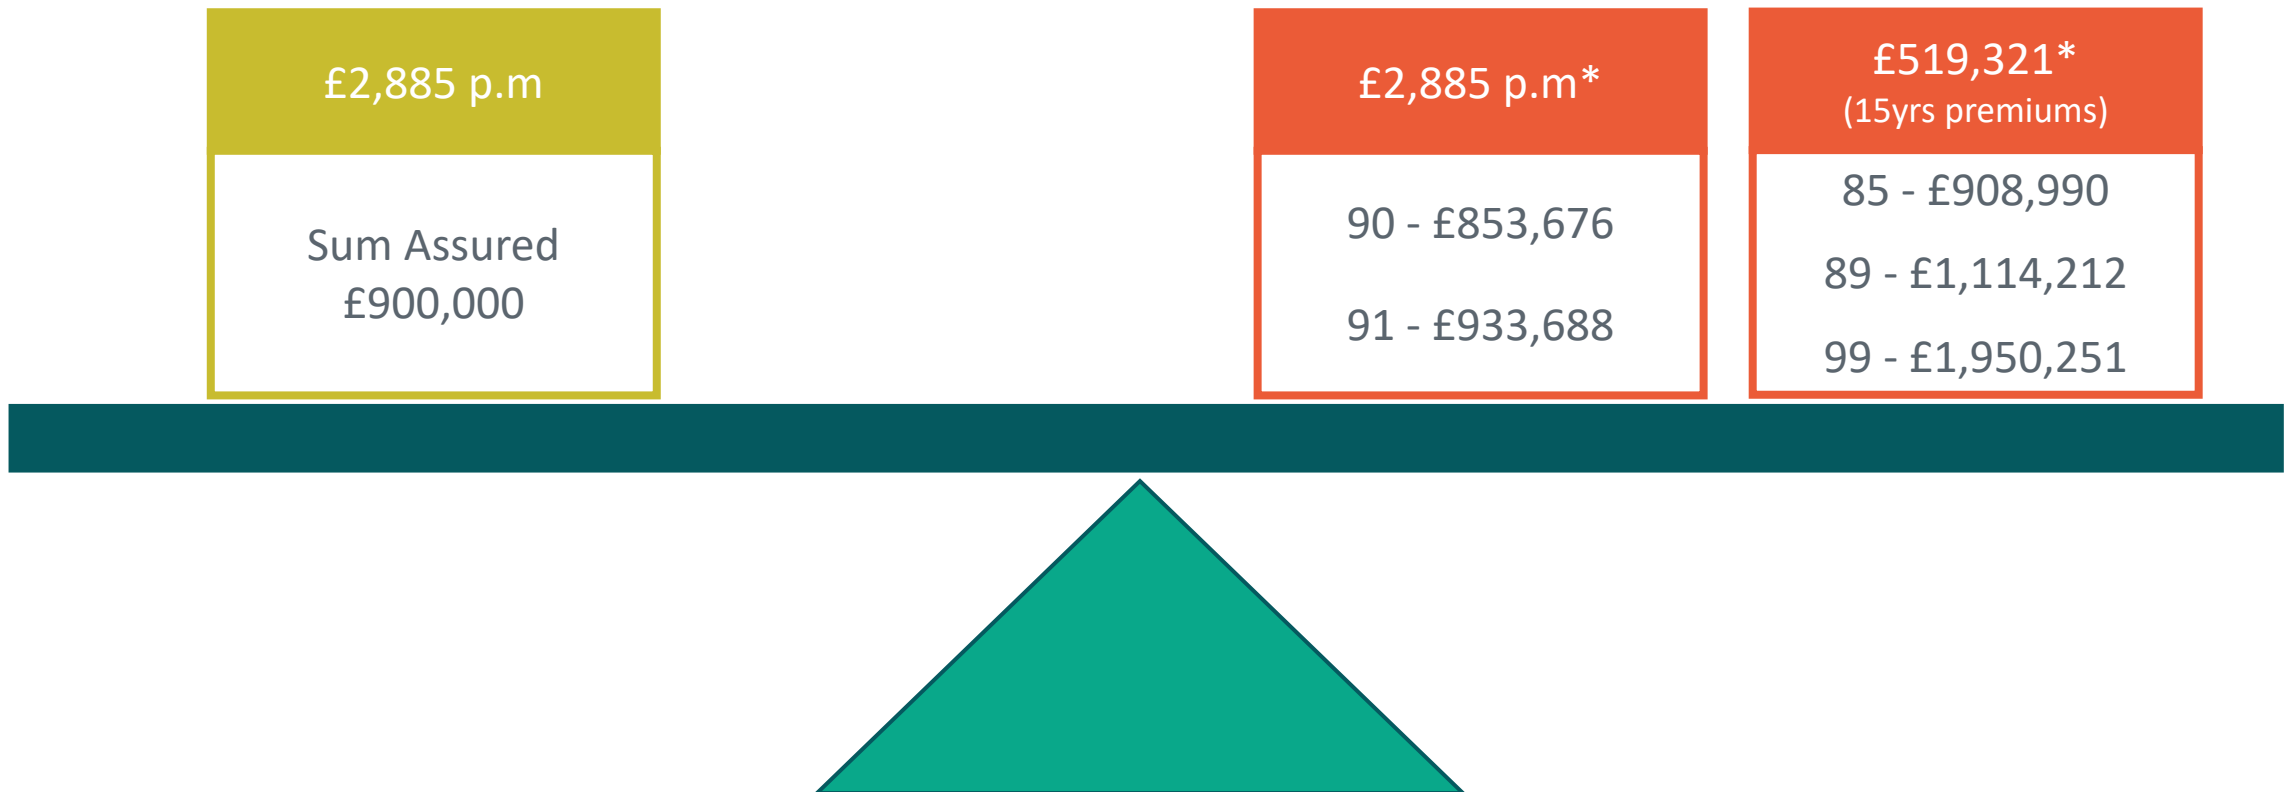 £2,885 p.m
Sum Assured
£900,000
£2,885 p.m*
90 - £853,676
91 - £933,688
£519,321*
(15yrs premiums)
85 - £908,990
89 - £1,114,212
99 - £1,950,251